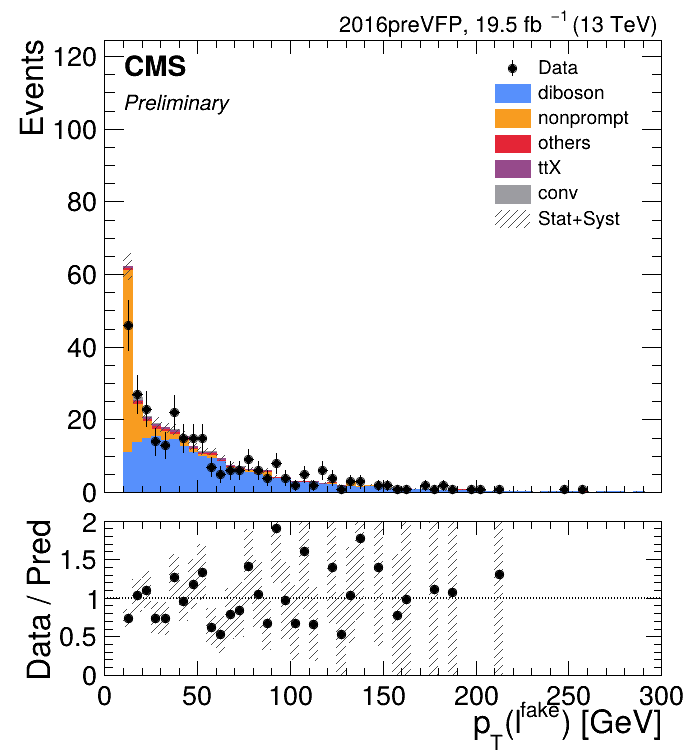 2016preVFP, 19.5 fb⁻¹ (13 TeV)
Events
120
100
80
60
40
20
0
CMS
Preliminary
Data
diboson
nonprompt
others
ttX
conv
Stat+Syst
Data / Pred
2
1.5
1
0.5
0
0 50 100 150 200 250 300
p_T(l^fake) [GeV]